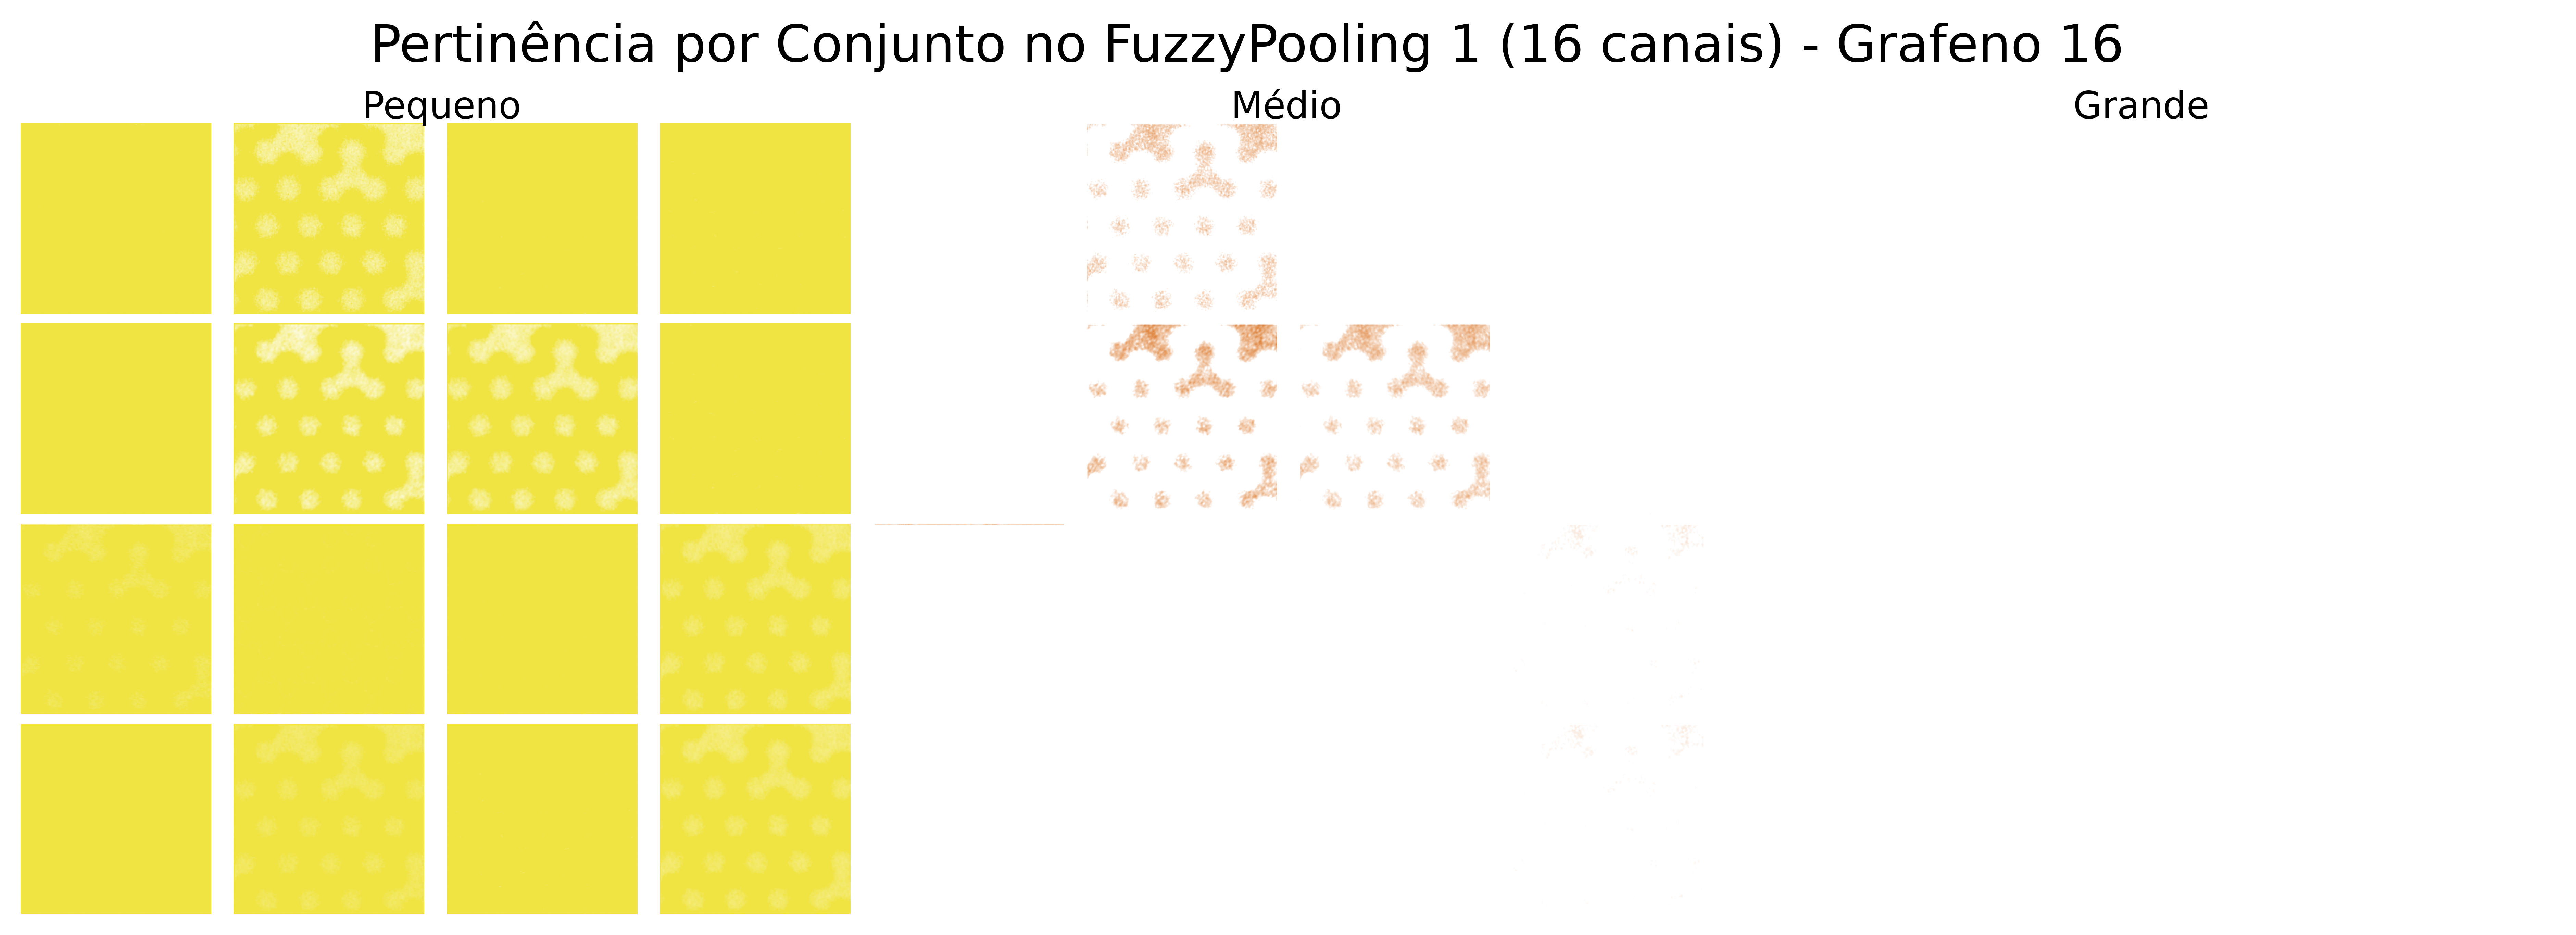 Pertinência por Conjunto no FuzzyPooling 1 (16 canais) - Grafeno 16
Pequeno
Médio
Grande